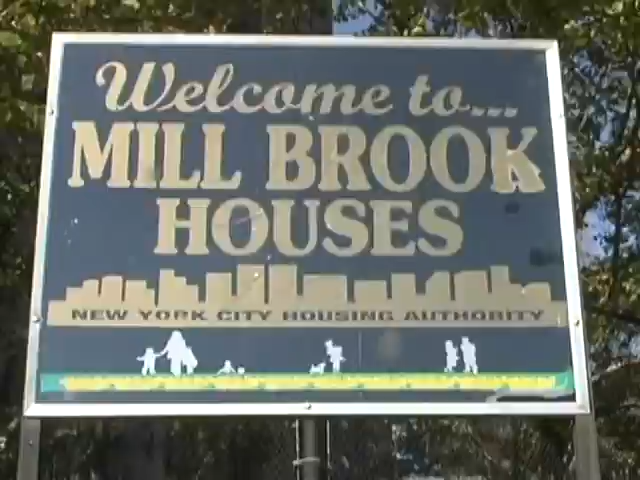 Welcome to...
MILL BROOK
HOUSES
NEW YORK CITY HOUSING AUTHORITY